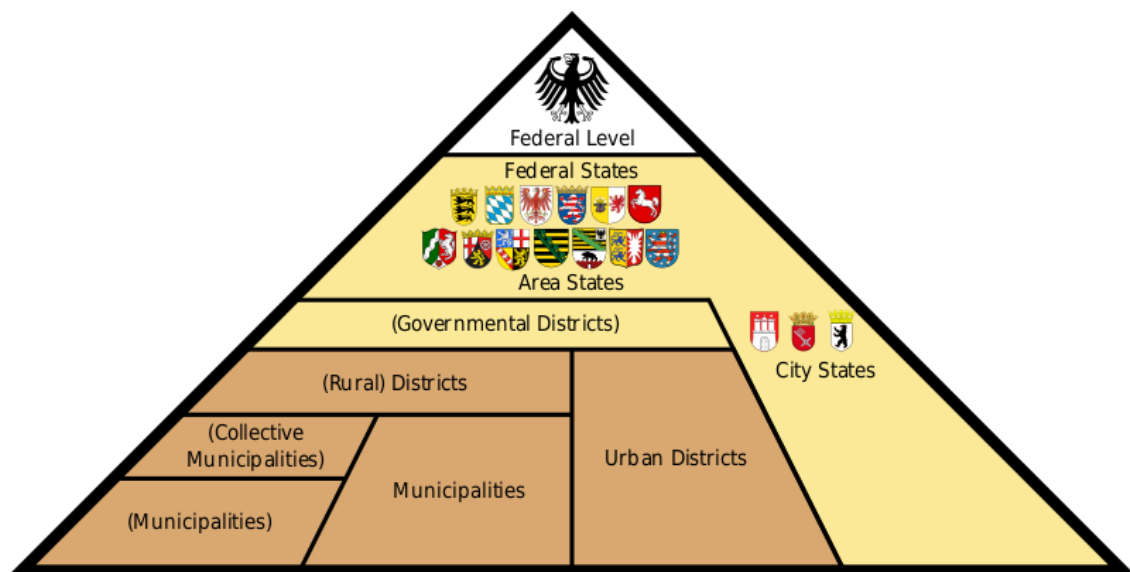 Federal Level
Federal States
Area States
(Governmental Districts)
City States
(Rural) Districts
(Collective
Municipalities)
Urban Districts
Municipalities
(Municipalities)